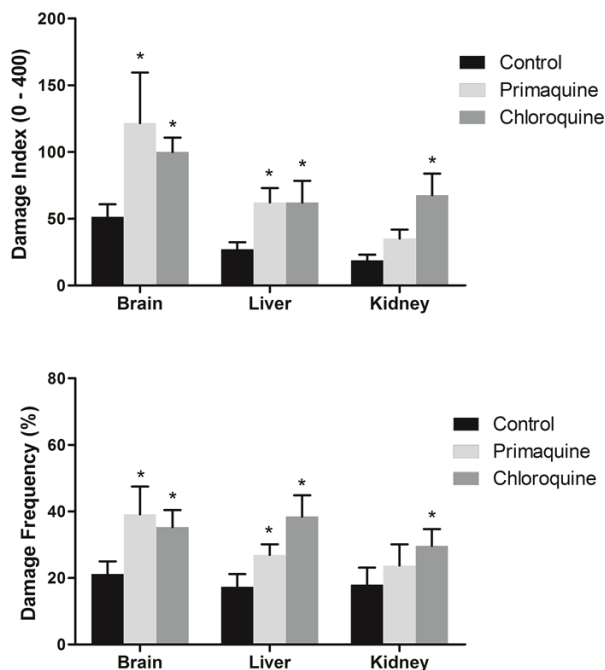 Damage Index (0 - 400)
200
150
100
50
0
*
*
*
*
*
Control
Primaquine
Chloroquine
Brain
Liver
Kidney
Damage Frequency (%)
80
60
40
20
0
*
*
*
*
*
Control
Primaquine
Chloroquine
Brain
Liver
Kidney